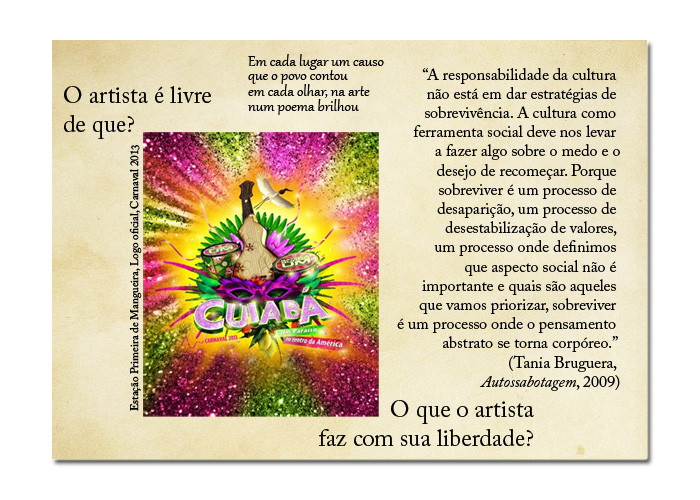 O artista é livre
de que?
Em cada lugar um causo
que o povo contou
em cada olhar, na arte
num poema brilhou
Estação Primeira de Mangueira, Logo oficial, Carnaval 2013
CUIABÁ
CARNAVAL 2013
no centro da América
“A responsabilidade da cultura
não está em dar estratégias de
sobrevivência. A cultura como
ferramenta social deve nos levar
a fazer algo sobre o medo e o
desejo de recomeçar. Porque
sobreviver é um processo de
desaparição, um processo de
desestabilização de valores,
um processo onde definimos
que aspecto social não é
importante e quais são aqueles
que vamos priorizar, sobreviver
é um processo onde o pensamento
abstrato se torna corpóreo.”
(Tania Bruguera,
Autossabotagem, 2009)
O que o artista
faz com sua liberdade?